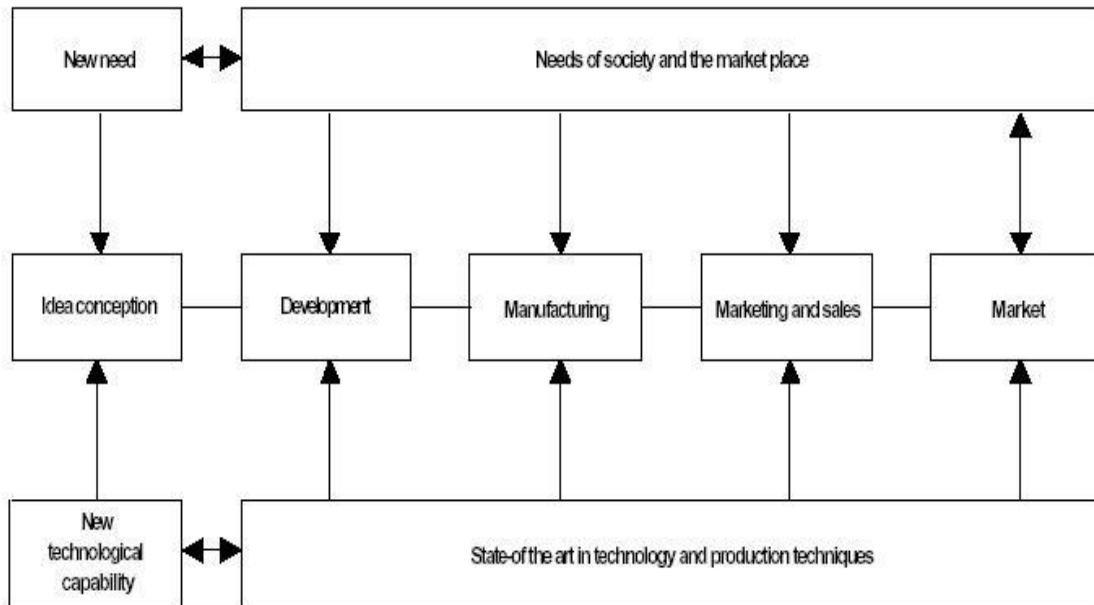 New need
Needs of society and the market place
Idea conception
Development
Manufacturing
Marketing and sales
Market
New
technological
capability
State-of the art in technology and production techniques